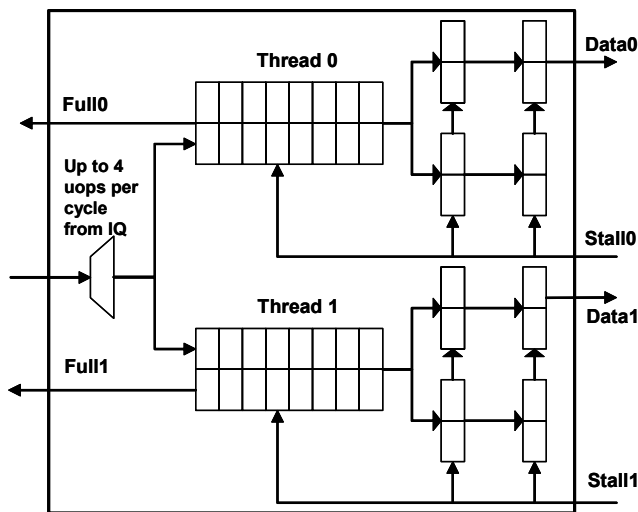 Data0
Thread 0
Full0
Up to 4
uops per
cycle
from IQ
Stall0
Thread 1
Data1
Full1
Stall1